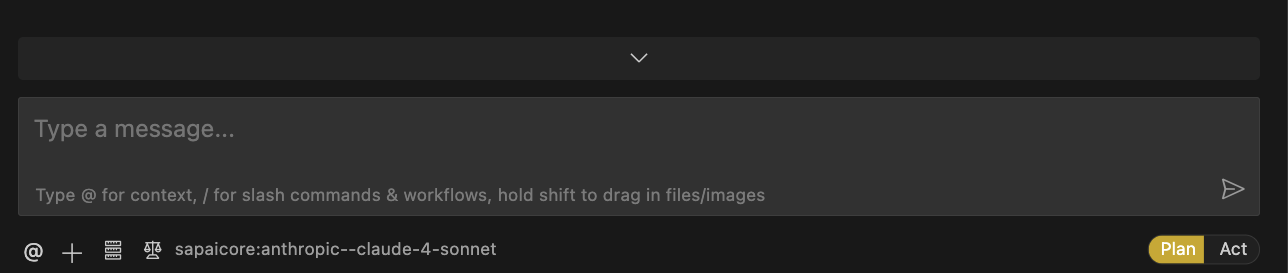 Type a message...
Type @ for context, / for slash commands & workflows, hold shift to drag in files/images
@ sapaicore:anthropic--claude-4-sonnet Plan Act